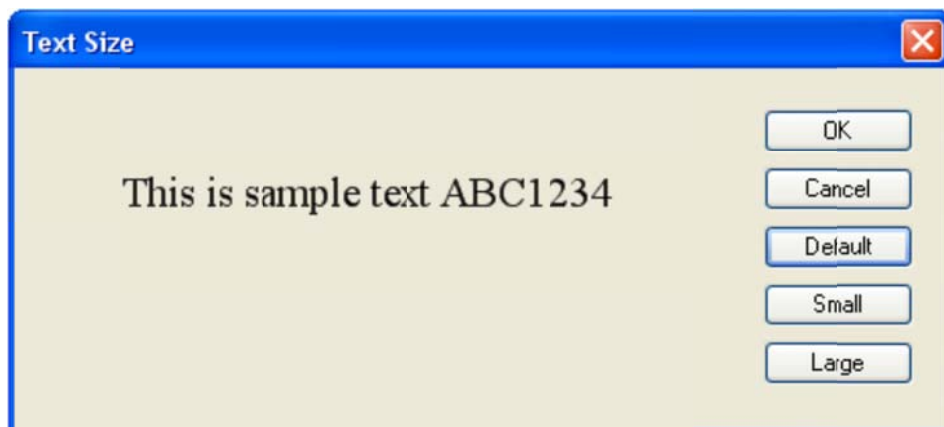 Text Size
This is sample text ABC1234
OK
Cancel
Default
Small
Large